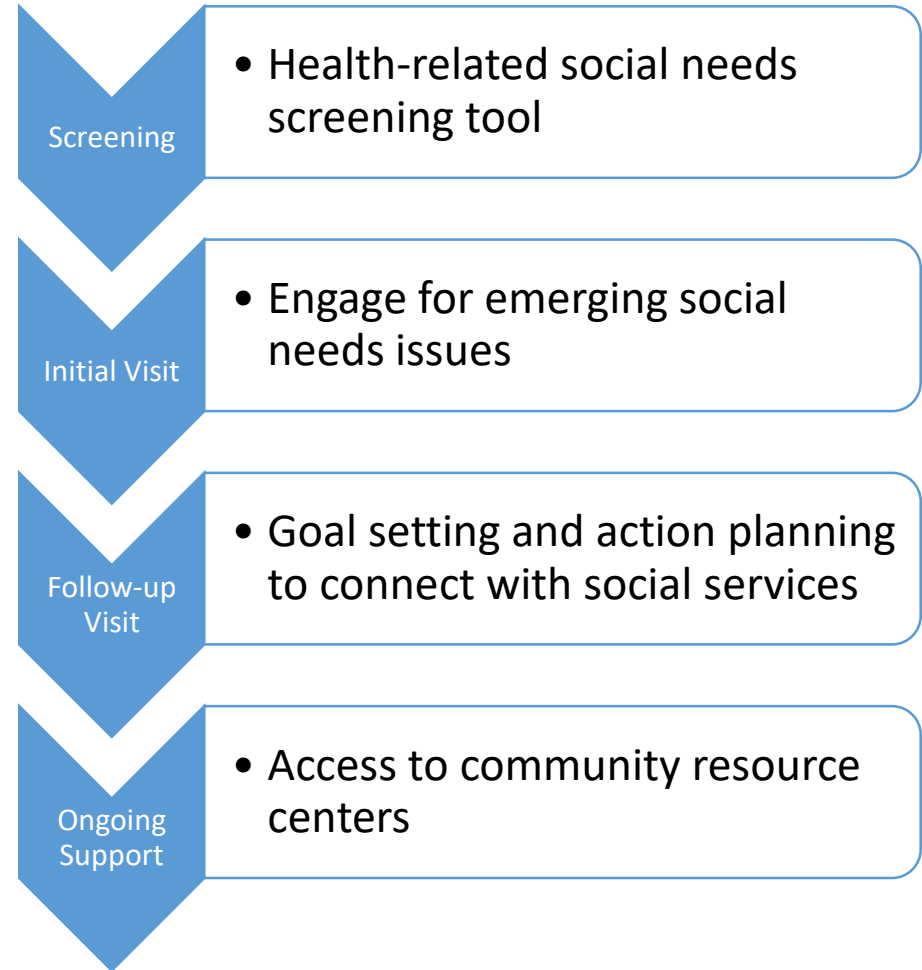 Screening
• Health-related social needs
screening tool
Initial Visit
• Engage for emerging social
needs issues
Follow-up
Visit
• Goal setting and action planning
to connect with social services
Ongoing
Support
• Access to community resource
centers